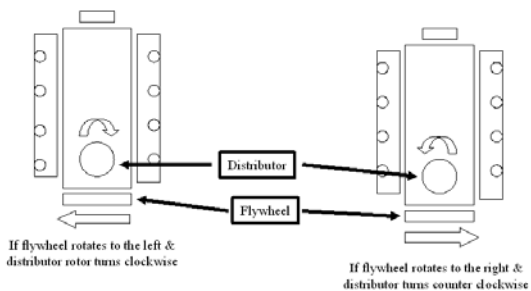 Distributor
Flywheel
If flywheel rotates to the left &
distributor rotor turns clockwise
If flywheel rotates to the right &
distributor turns counter clockwise